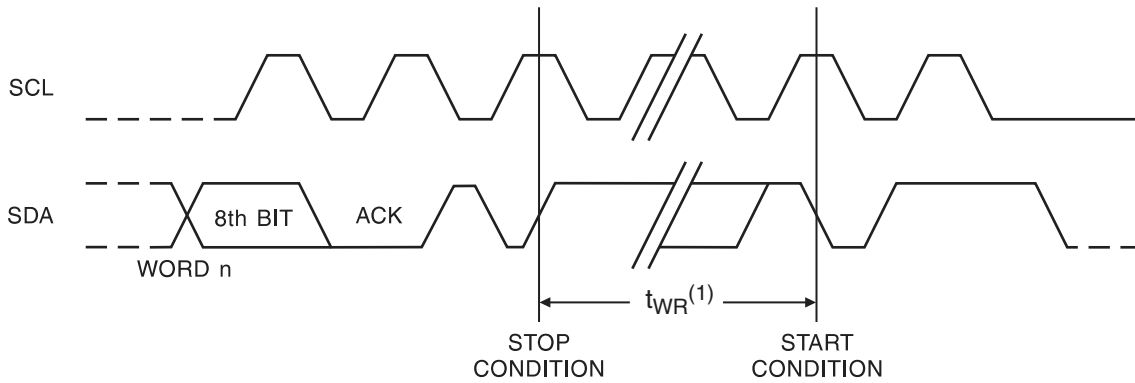 SCL
SDA
8th BIT
ACK
WORD n
tWR(1)
STOP
CONDITION
START
CONDITION